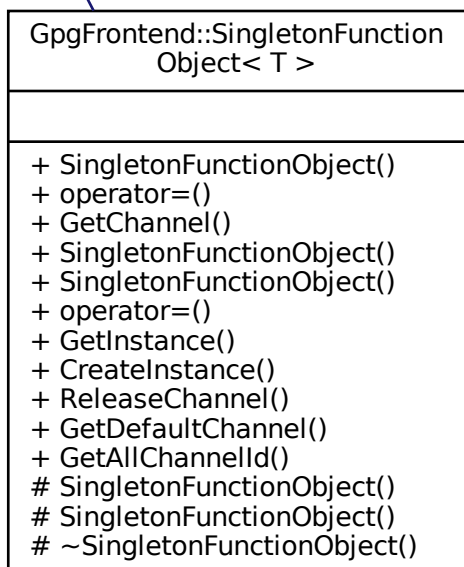 GpgFrontend::SingletonFunction
Object< T >
+ SingletonFunctionObject()
+ operator=()
+ GetChannel()
+ SingletonFunctionObject()
+ SingletonFunctionObject()
+ operator=()
+ GetInstance()
+ CreateInstance()
+ ReleaseChannel()
+ GetDefaultChannel()
+ GetAllChannelId()
# SingletonFunctionObject()
# SingletonFunctionObject()
# ~SingletonFunctionObject()